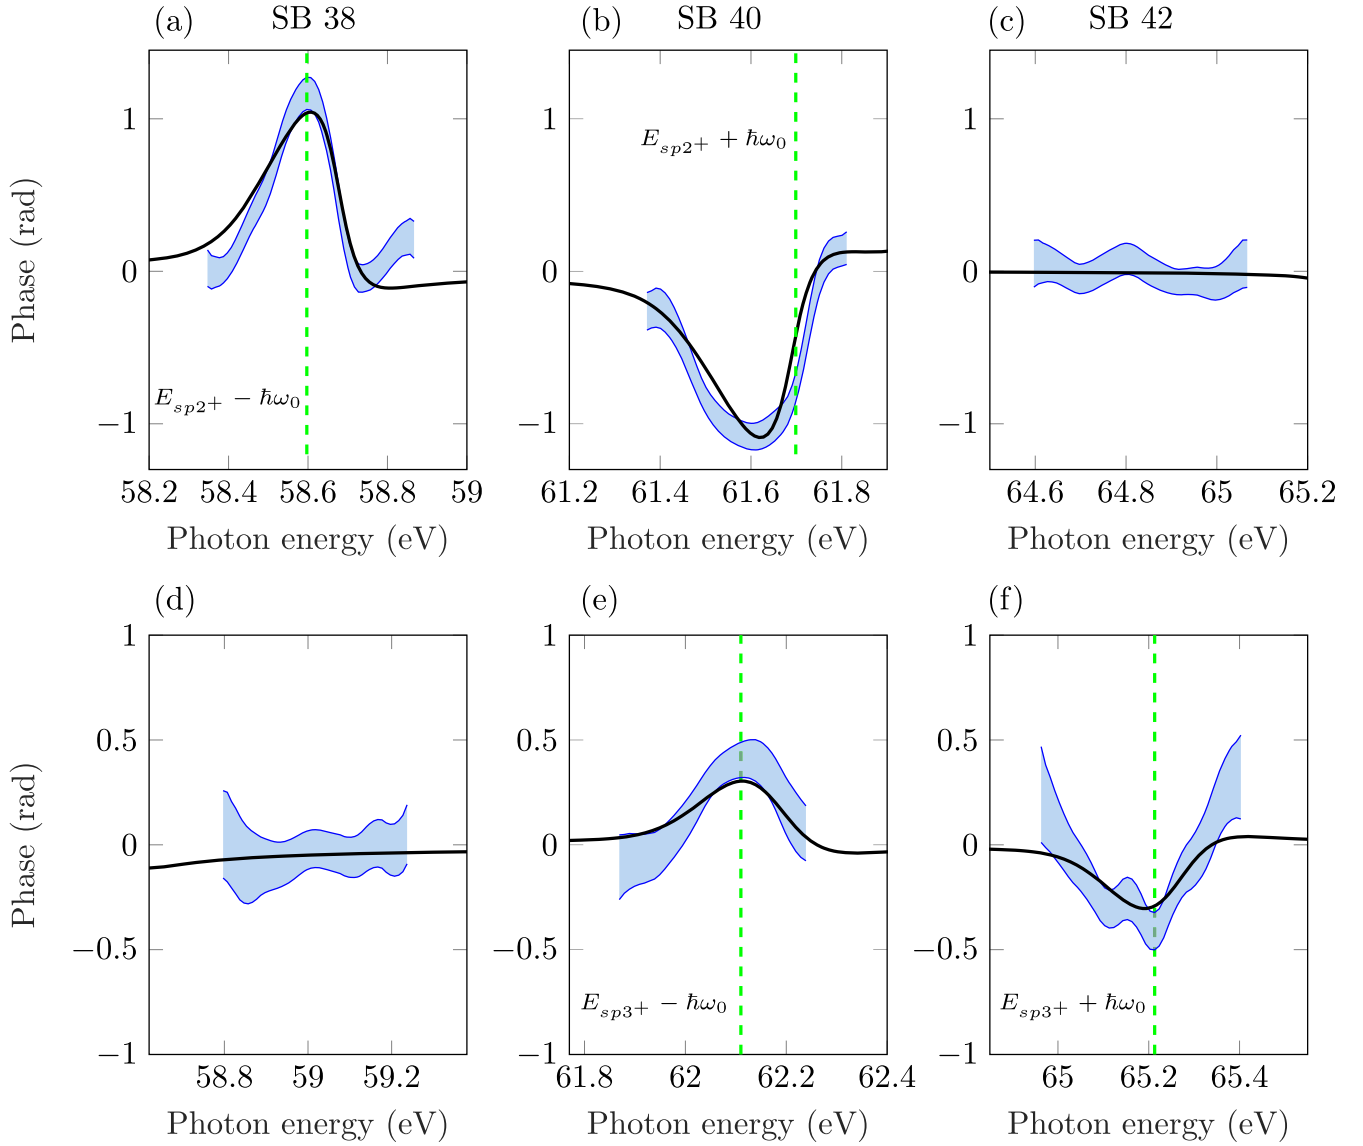 (a) SB 38
1
0
−1
Phase (rad)
E_{sp2+} − ℏω_0
58.2 58.4 58.6 58.8 59
Photon energy (eV)
(b) SB 40
1
0
−1
E_{sp2+} + ℏω_0
61.2 61.4 61.6 61.8
Photon energy (eV)
(c) SB 42
1
0
−1
64.6 64.8 65 65.2
Photon energy (eV)
(d)
1
0.5
0
−0.5
−1
Phase (rad)
58.8 59 59.2
Photon energy (eV)
(e)
1
0.5
0
−0.5
−1
E_{sp3+} − ℏω_0
61.8 62 62.2 62.4
Photon energy (eV)
(f)
1
0.5
0
−0.5
−1
E_{sp3+} + ℏω_0
65 65.2 65.4
Photon energy (eV)